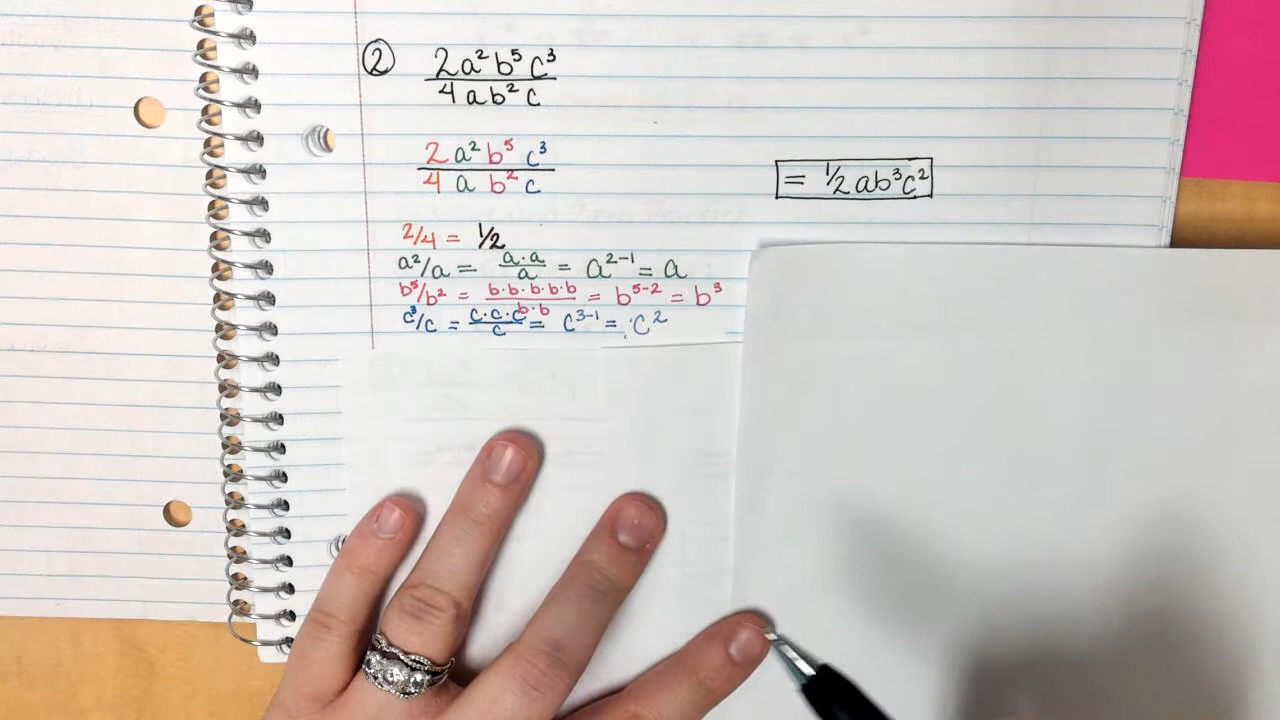 ② 2a²b⁵c³
4ab²c
2a²b⁵c³
4ab²c
= ½ab³c²
2/4 = ½
a²/a = a·a/a = a²⁻¹ = a
b⁵/b² = b·b·b·b·b/b·b = b⁵⁻² = b³
c³/c = c·c·c/c = c³⁻¹ = c²